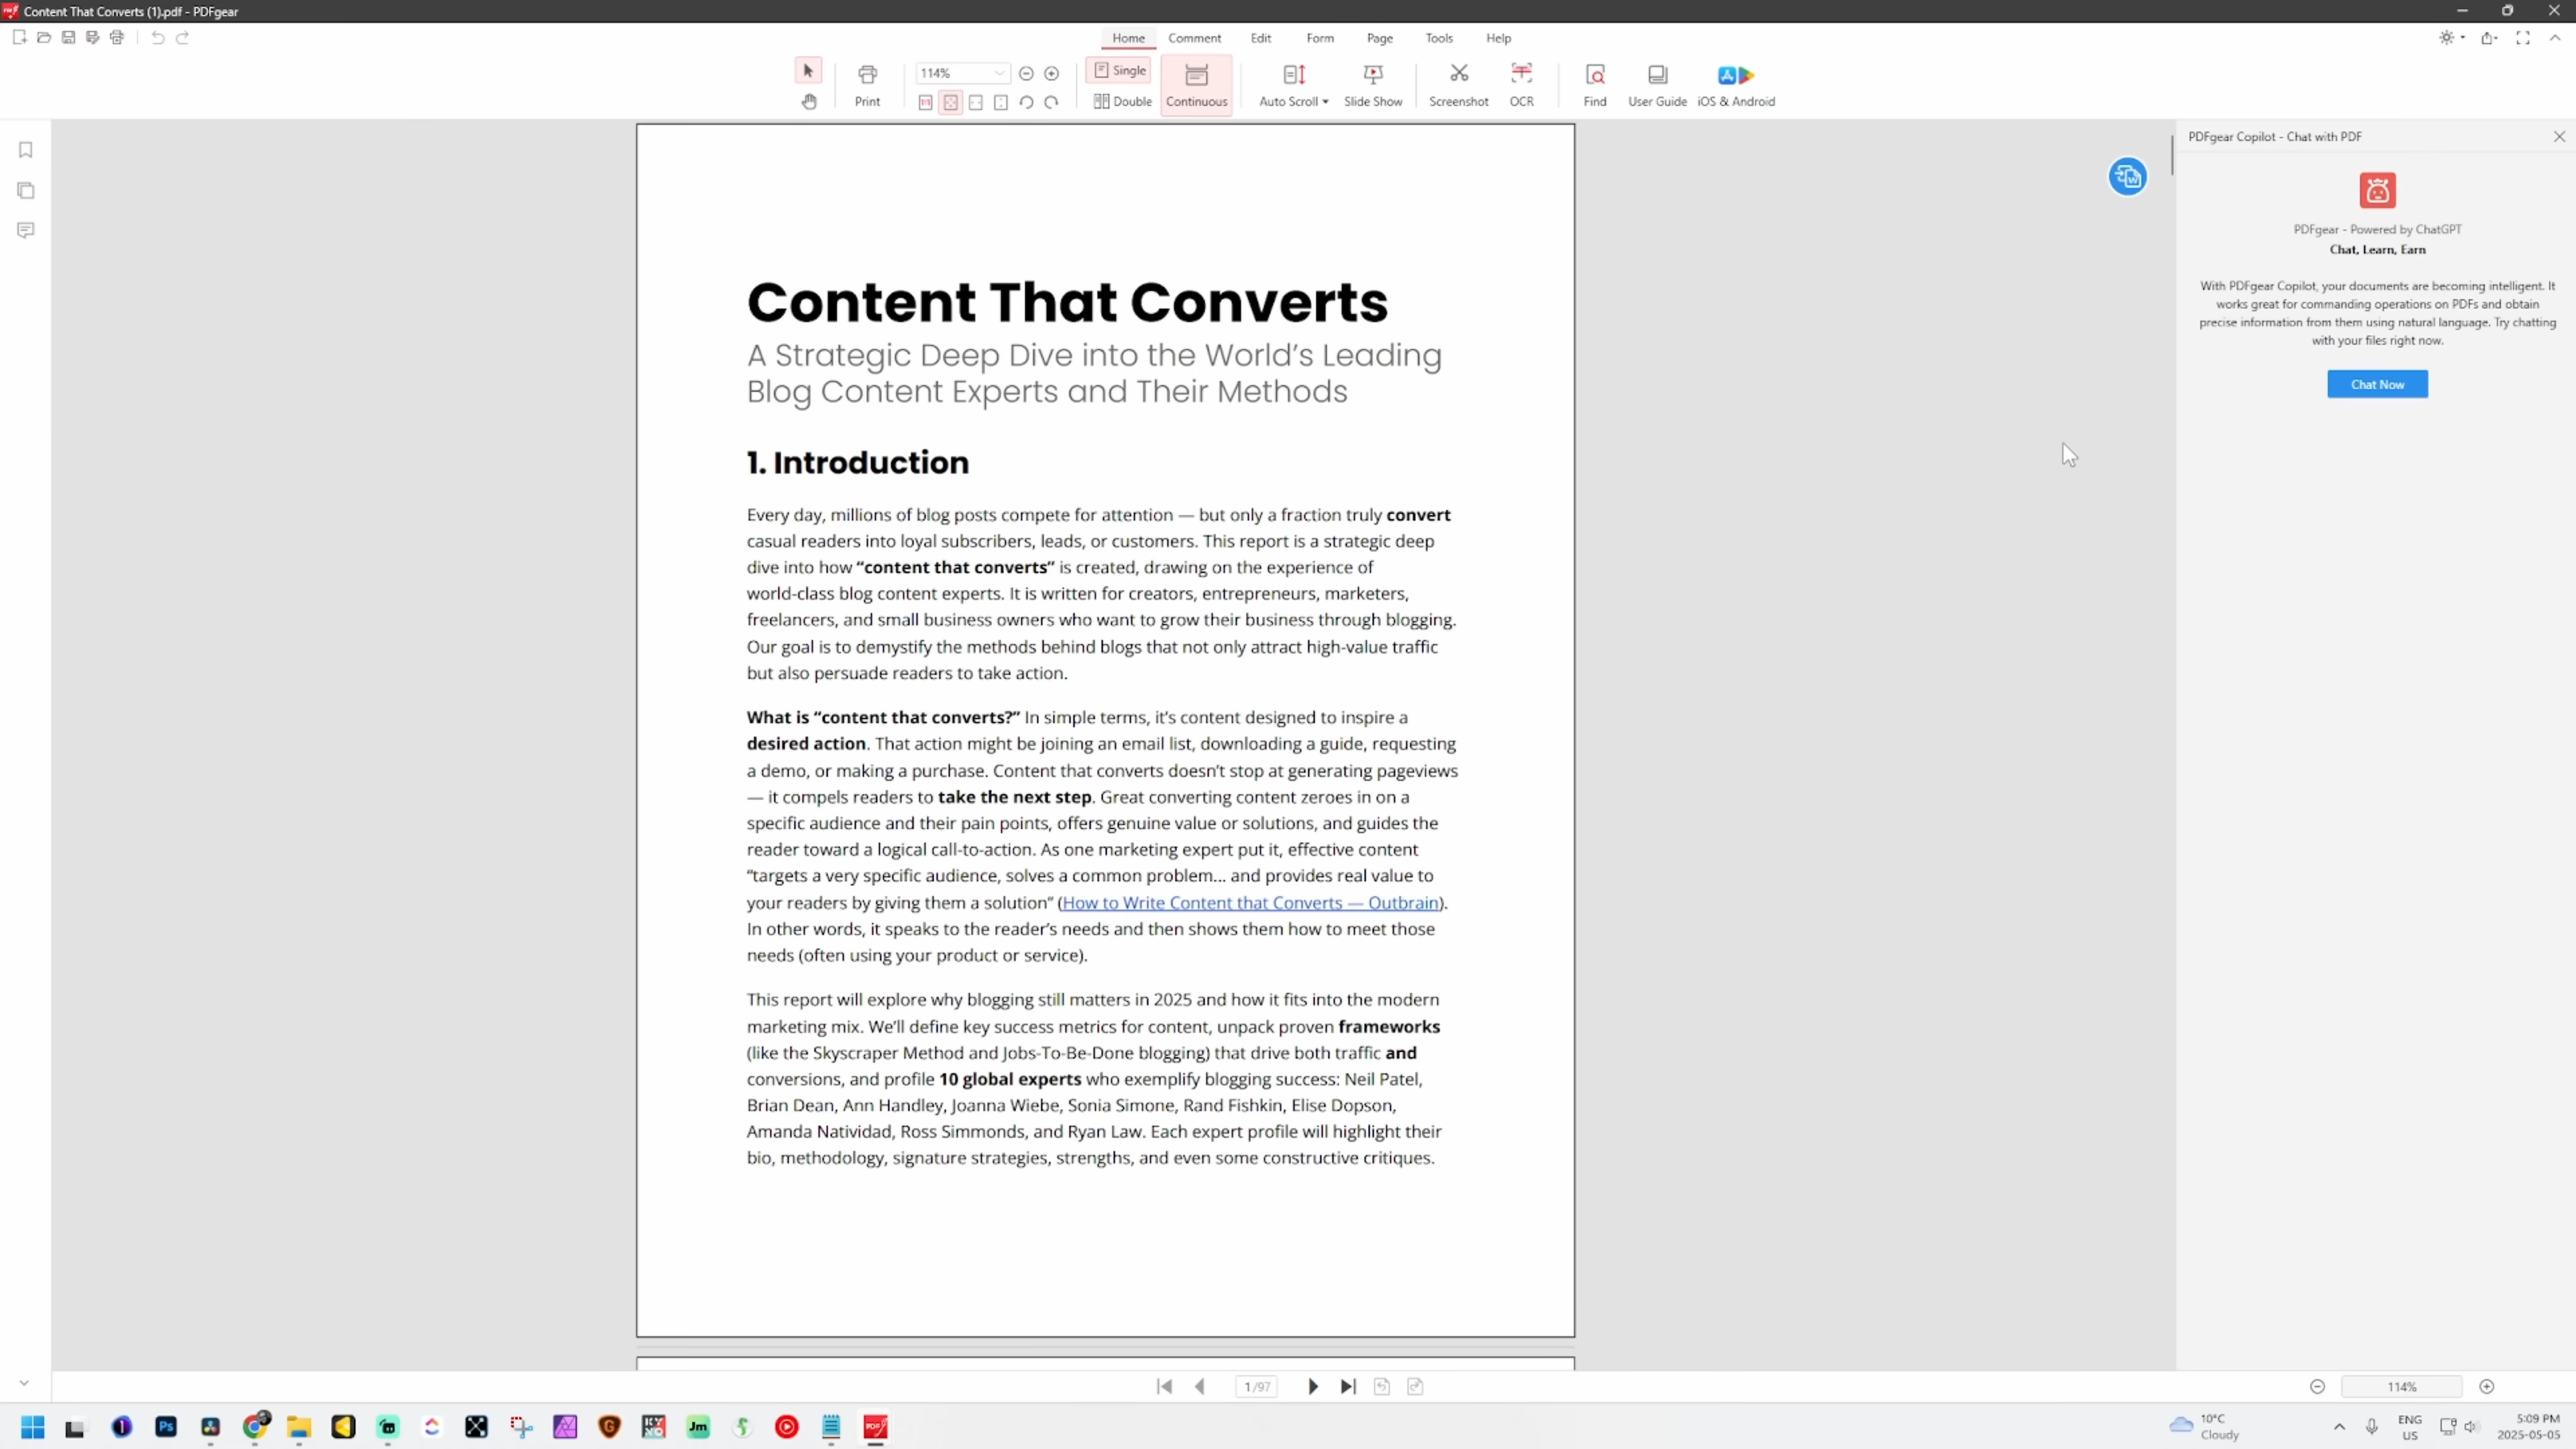 Content That Converts (1).pdf - PDFgear
Home
Comment
Edit
Form
Page
Tools
Help
Print
114%
Single
Double
Continuous
Auto Scroll
Slide Show
Screenshot
OCR
Find
User Guide
iOS & Android
Content That Converts
A Strategic Deep Dive into the World’s Leading
Blog Content Experts and Their Methods
1. Introduction
Every day, millions of blog posts compete for attention — but only a fraction truly convert
casual readers into loyal subscribers, leads, or customers. This report is a strategic deep
dive into how “content that converts” is created, drawing on the experience of
world-class blog content experts. It is written for creators, entrepreneurs, marketers,
freelancers, and small business owners who want to grow their business through blogging.
Our goal is to demystify the methods behind blogs that not only attract high-value traffic
but also persuade readers to take action.
What is “content that converts?” In simple terms, it’s content designed to inspire a
desired action. That action might be joining an email list, downloading a guide, requesting
a demo, or making a purchase. Content that converts doesn’t stop at generating pageviews
— it compels readers to take the next step. Great converting content zeroes in on a
specific audience and their pain points, offers genuine value or solutions, and guides the
reader toward a logical call-to-action. As one marketing expert put it, effective content
“targets a very specific audience, solves a common problem… and provides real value to
your readers by giving them a solution” (How to Write Content that Converts — Outbrain).
In other words, it speaks to the reader’s needs and then shows them how to meet those
needs (often using your product or service).
This report will explore why blogging still matters in 2025 and how it fits into the modern
marketing mix. We’ll define key success metrics for content, unpack proven frameworks
(like the Skyscraper Method and Jobs-To-Be-Done blogging) that drive both traffic and
conversions, and profile 10 global experts who exemplify blogging success: Neil Patel,
Brian Dean, Ann Handley, Joanna Wiebe, Sonia Simone, Rand Fishkin, Elise Dopson,
Amanda Natividad, Ross Simmonds, and Ryan Law. Each expert profile will highlight their
bio, methodology, signature strategies, strengths, and even some constructive critiques.
PDFgear Copilot - Chat with PDF
PDFgear - Powered by ChatGPT
Chat, Learn, Earn
With PDFgear Copilot, your documents are becoming intelligent. It
works great for commanding operations on PDFs and obtain
precise information from them using natural language. Try chatting
with your files right now.
Chat Now
1 /97
114%
Ps
Jm
PDF
10°C
Cloudy
ENG
US
5:09 PM
2025-05-05